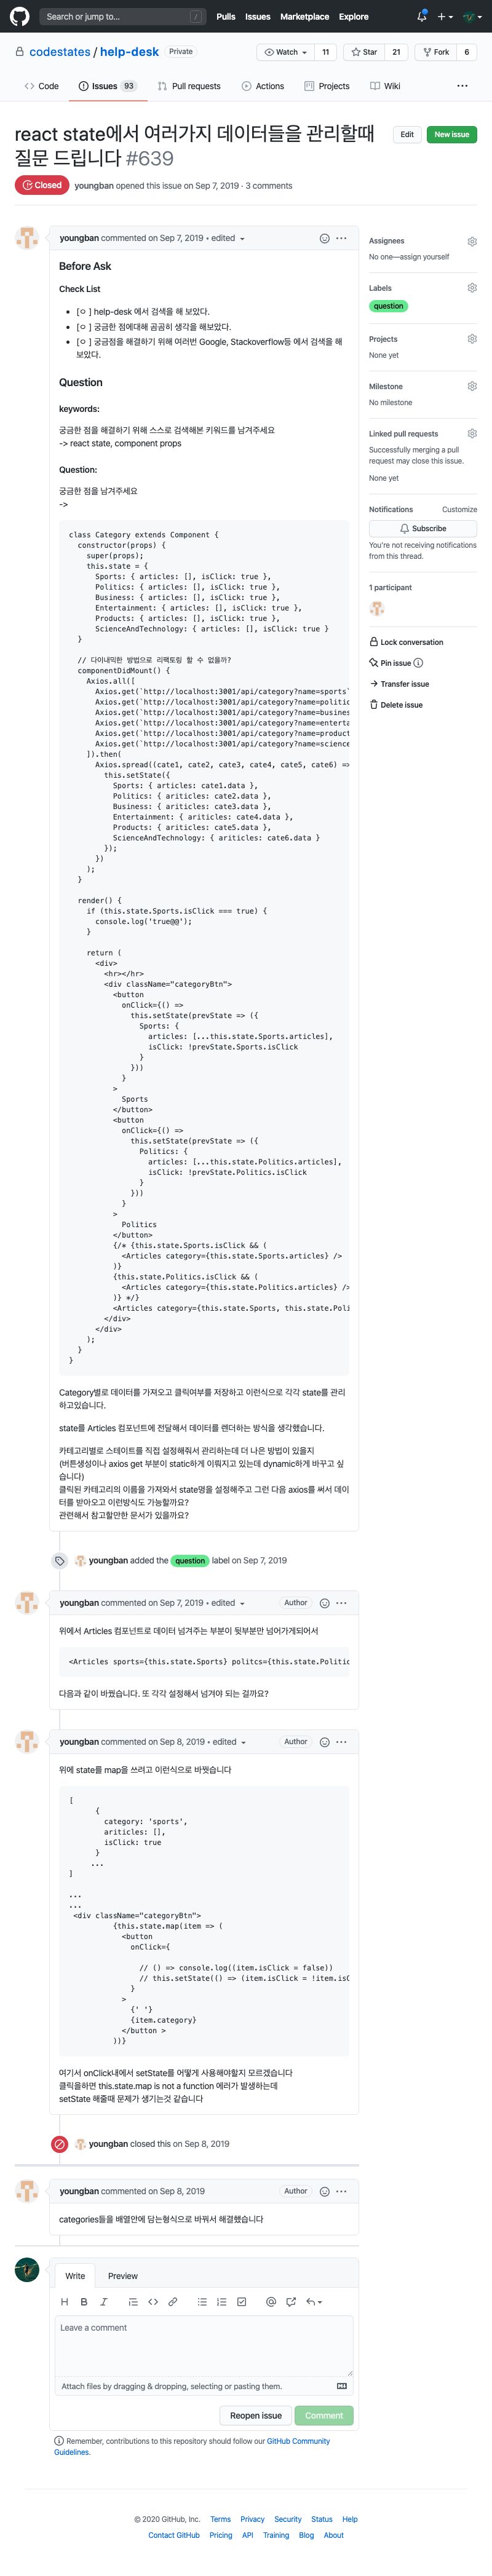 Search or jump to...
/
Pulls Issues Marketplace Explore
codestates / help-desk Private
Watch 11 Star 21 Fork 6
Code Issues 93 Pull requests Actions Projects Wiki
react state에서 여러가지 데이터들을 관리할때
질문 드립니다 #639
Edit New issue
Closed youngban opened this issue on Sep 7, 2019 · 3 comments
youngban commented on Sep 7, 2019 • edited
Before Ask
Check List
• [ㅇ ] help-desk 에서 검색을 해 보았다.
• [ㅇ ] 궁금한 점에대해 곰곰히 생각을 해보았다.
• [ㅇ ] 궁금점을 해결하기 위해 여러번 Google, Stackoverflow등 에서 검색을 해
보았다.
Question
keywords:
궁금한 점을 해결하기 위해 스스로 검색해본 키워드를 남겨주세요
-> react state, component props
Question:
궁금한 점을 남겨주세요
->
class Category extends Component {
constructor(props) {
super(props);
this.state = {
Sports: { articles: [], isClick: true },
Politics: { articles: [], isClick: true },
Business: { articles: [], isClick: true },
Entertainment: { articles: [], isClick: true },
Products: { articles: [], isClick: true },
ScienceAndTechnology: { articles: [], isClick: true }
}
// 다이내믹한 방법으로 리팩토링 할 수 없을까?
componentDidMount() {
Axios.all([
Axios.get(`http://localhost:3001/api/category?name=sports`
Axios.get(`http://localhost:3001/api/category?name=politic
Axios.get(`http://localhost:3001/api/category?name=busines
Axios.get(`http://localhost:3001/api/category?name=enterta
Axios.get(`http://localhost:3001/api/category?name=product
Axios.get(`http://localhost:3001/api/category?name=science
]).then(
Axios.spread((cate1, cate2, cate3, cate4, cate5, cate6) =>
this.setState({
Sports: { articles: cate1.data },
Politics: { ariticles: cate2.data },
Business: { ariticles: cate3.data },
Entertainment: { ariticles: cate4.data },
Products: { ariticles: cate5.data },
ScienceAndTechnology: { ariticles: cate6.data }
});
})
);
}
render() {
if (this.state.Sports.isClick === true) {
console.log('true@@');
}
return (
<div>
<hr></hr>
<div className="categoryBtn">
<button
onClick={() =>
this.setState(prevState => ({
Sports: {
articles: [...this.state.Sports.articles],
isClick: !prevState.Sports.isClick
}
}))
}
>
Sports
</button>
<button
onClick={() =>
this.setState(prevState => ({
Politics: {
articles: [...this.state.Politics.articles],
isClick: !prevState.Politics.isClick
}
}))
}
>
Politics
</button>
{/* {this.state.Sports.isClick && (
<Articles category={this.state.Sports.articles} />
)}
{this.state.Politics.isClick && (
<Articles category={this.state.Politics.articles} />
)} */}
<Articles category={this.state.Sports, this.state.Poli
</div>
</div>
);
}
}
Category별로 데이터를 가져오고 클릭여부를 저장하고 이런식으로 각각 state를 관리
하고있습니다.
state를 Articles 컴포넌트에 전달해서 데이터를 렌더하는 방식을 생각했습니다.
카테고리별로 스테이트를 직접 설정해줘서 관리하는데 더 나은 방법이 있을지
(버튼생성이나 axios get 부분이 static하게 이뤄지고 있는데 dynamic하게 바꾸고 싶
습니다)
클릭된 카테고리의 이름을 가져와서 state명을 설정해주고 그런 다음 axios를 써서 데이
터를 받아오고 이런방식도 가능할까요?
관련해서 참고할만한 문서가 있을까요?
youngban added the question label on Sep 7, 2019
youngban commented on Sep 7, 2019 • edited Author
위에서 Articles 컴포넌트로 데이터 넘겨주는 부분이 뒷부분만 넘어가게되어서
<Articles sports={this.state.Sports} politcs={this.state.Politic
다음과 같이 바꿨습니다. 또 각각 설정해서 넘겨야 되는 걸까요?
youngban commented on Sep 8, 2019 • edited Author
위에 state를 map을 쓰려고 이런식으로 바꿧습니다
[
{
category: 'sports',
ariticles: [],
isClick: true
}
...
]
...
...
<div className="categoryBtn">
{this.state.map(item => (
<button
onClick={
// () => console.log((item.isClick = false))
// this.setState(() => (item.isClick = !item.isC
}
>
{' '}
{item.category}
</button >
))}
여기서 onClick내에서 setState를 어떻게 사용해야할지 모르겠습니다
클릭을하면 this.state.map is not a function 에러가 발생하는데
setState 해줄때 문제가 생기는것 같습니다
youngban closed this on Sep 8, 2019
youngban commented on Sep 8, 2019 Author
categories들을 배열안에 담는형식으로 바꿔서 해결했습니다
Write Preview
Leave a comment
Attach files by dragging & dropping, selecting or pasting them.
Reopen issue Comment
Remember, contributions to this repository should follow our GitHub Community
Guidelines.
Assignees
No one—assign yourself
Labels
question
Projects
None yet
Milestone
No milestone
Linked pull requests
Successfully merging a pull
request may close this issue.
None yet
Notifications Customize
Subscribe
You're not receiving notifications
from this thread.
1 participant
Lock conversation
Pin issue
Transfer issue
Delete issue
© 2020 GitHub, Inc. Terms Privacy Security Status Help
Contact GitHub Pricing API Training Blog About